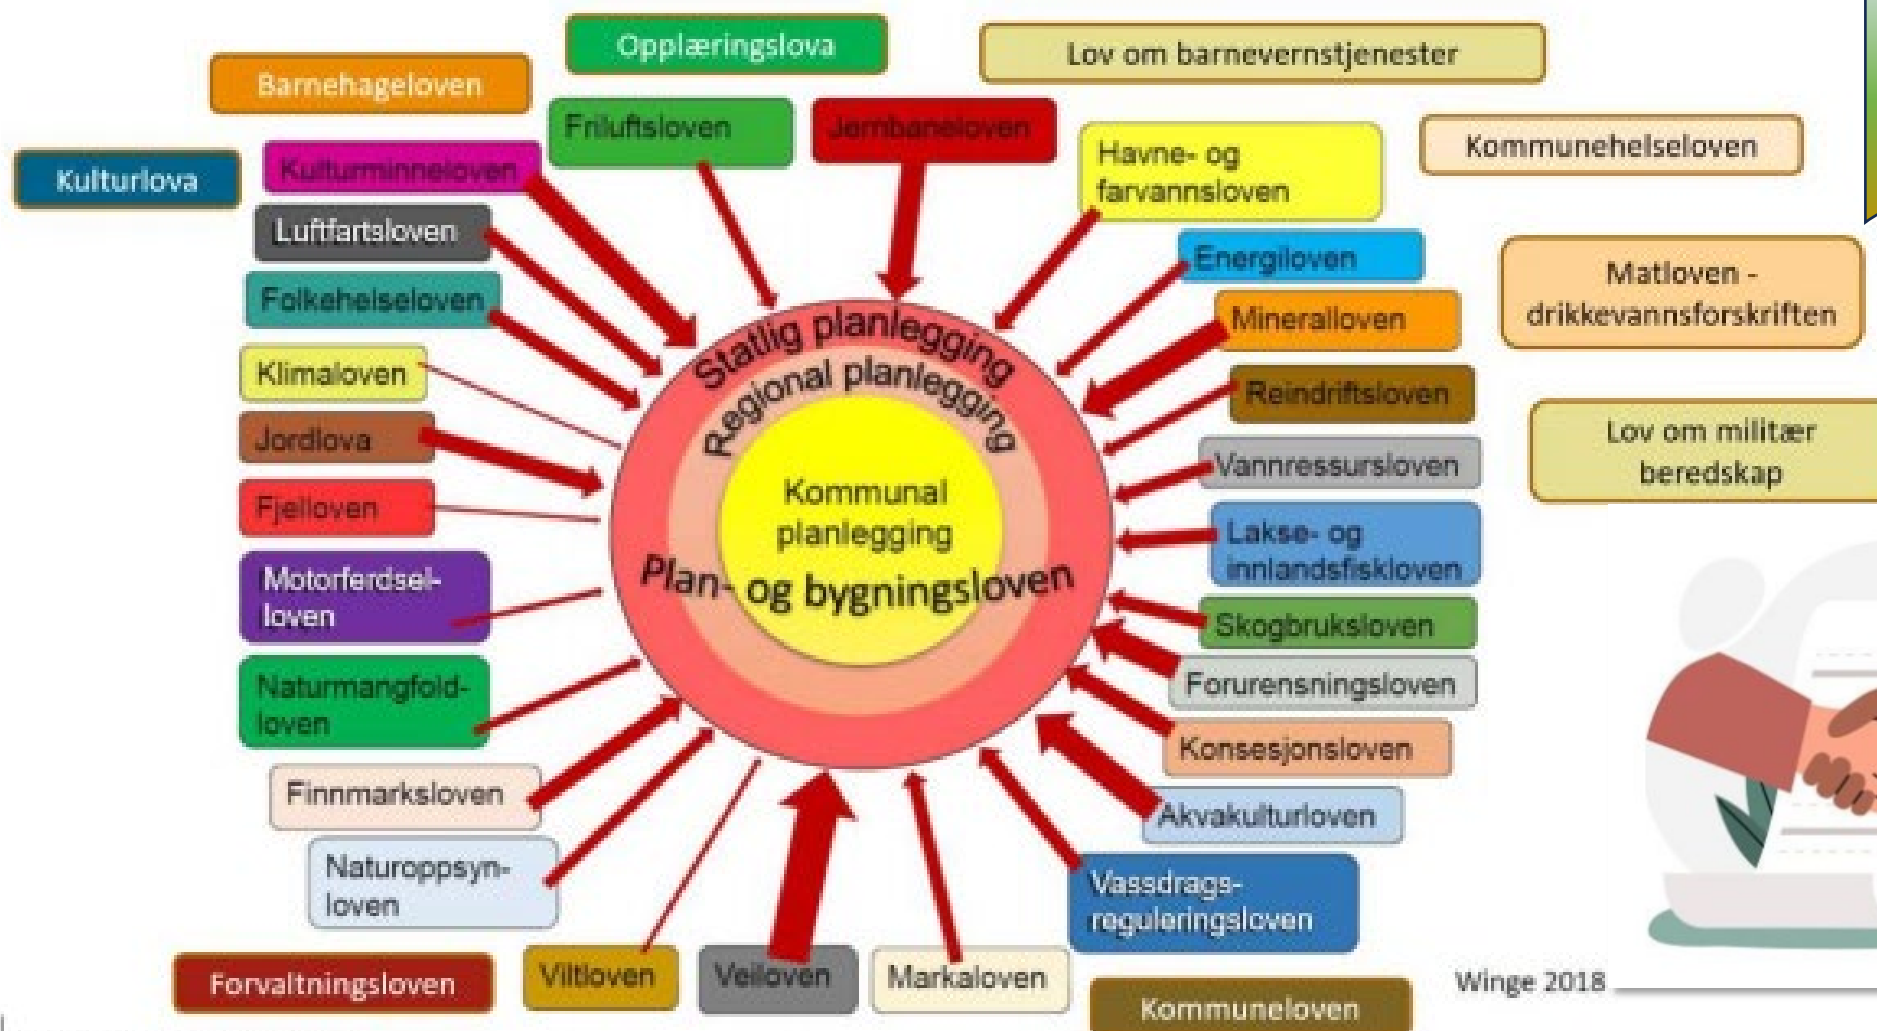 Opplæringslova
Lov om barnevernstjenester
Barnehageloven
Friluftsloven
Jernbaneloven
Havne- og
farvannsloven
Kommunehelseloven
Kulturlova
Kulturminneloven
Luftfartsloven
Energiloven
Matloven -
drikkevannsforskriften
Folkehelseloven
Mineralloven
Klimaloven
Reindriftsloven
Jordlova
Vannressursloven
Lov om militær
beredskap
Fjelloven
Lakse- og
innlandsfiskloven
Motorferdsel-
loven
Skogbruksloven
Naturmangfold-
loven
Forurensningsloven
Konsesjonsloven
Finnmarksloven
Akvakulturloven
Naturoppsyn-
loven
Vassdrags-
reguleringsloven
Forvaltningsloven
Viltloven
Veiloven
Markaloven
Kommuneloven
Statlig planlegging
Regional planlegging
Kommunal
planlegging
Plan- og bygningsloven
Winge 2018